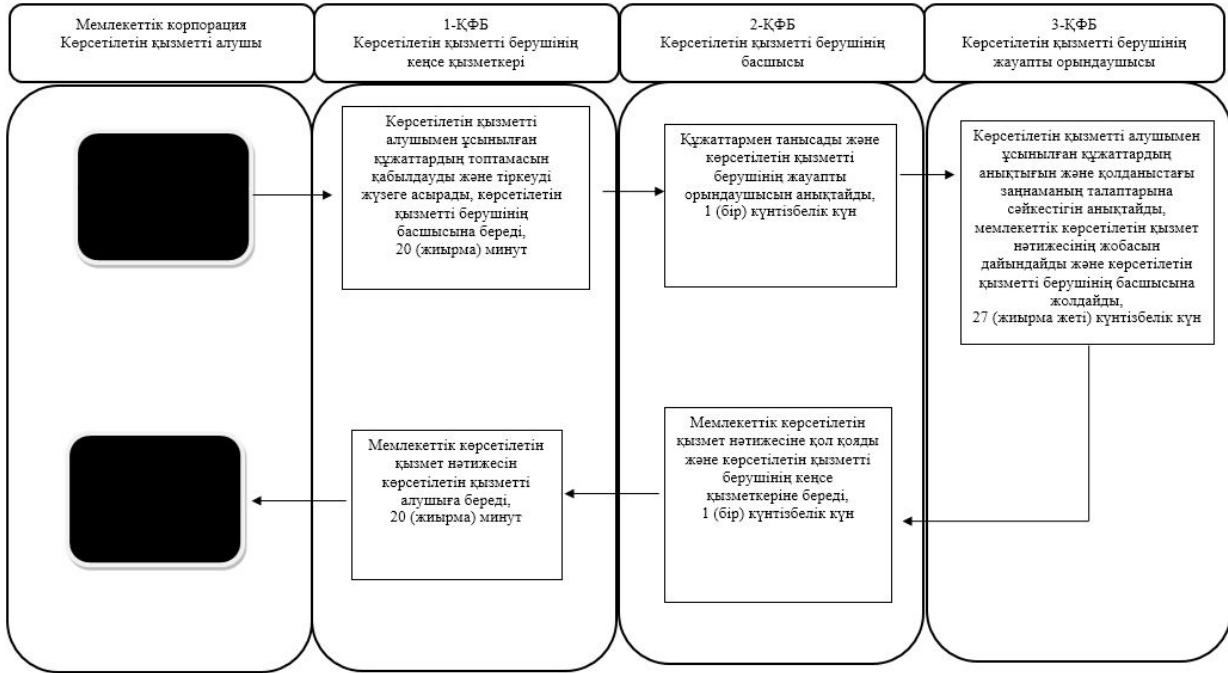 Мемлекеттік корпорация
Көрсетілетін қызметті алушы
1-ҚФБ
Көрсетілетін қызметті берушінің
кеңсе қызметкері
2-ҚФБ
Көрсетілетін қызметті берушінің
басшысы
3-ҚФБ
Көрсетілетін қызметті берушінің
жауапты орындаушысы
Көрсетілетін қызметті
алушымен ұсынылған
құжаттардың топтамасын
қабылдауды және тіркеуді
жүзеге асырады, көрсетілетін
қызметті берушінің
басшысына береді,
20 (жиырма) минут
Құжаттармен танысады және
көрсетілетін қызметті
берушінің жауапты
орындаушысын анықтайды,
1 (бір) күнтізбелік күн
Көрсетілетін қызметті алушымен
ұсынылған құжаттардың
анықтығын және қолданыстағы
заңнаманың талаптарына
сәйкестігін анықтайды,
мемлекеттік көрсетілетін қызмет
нәтижесінің жобасын
дайындайды және көрсетілетін
қызметті берушінің басшысына
жолдайды,
27 (жиырма жеті) күнтізбелік күн
Мемлекеттік көрсетілетін
қызмет нәтижесін
көрсетілетін қызметті
алушыға береді,
20 (жиырма) минут
Мемлекеттік көрсетілетін
қызмет нәтижесіне қол қояды
және көрсетілетін қызметті
берушінің кеңсе
қызметкеріне береді,
1 (бір) күнтізбелік күн